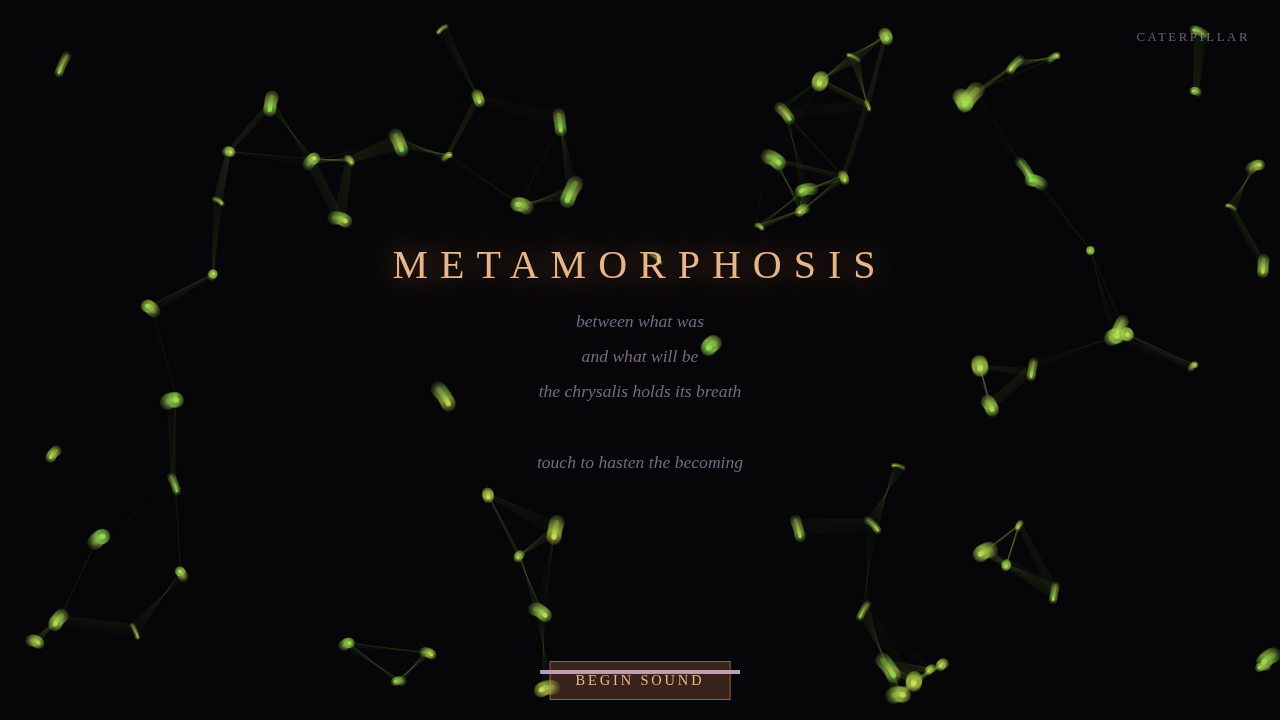 CATERPILLAR
METAMORPHOSIS
between what was
and what will be
the chrysalis holds its breath
touch to hasten the becoming
BEGIN SOUND